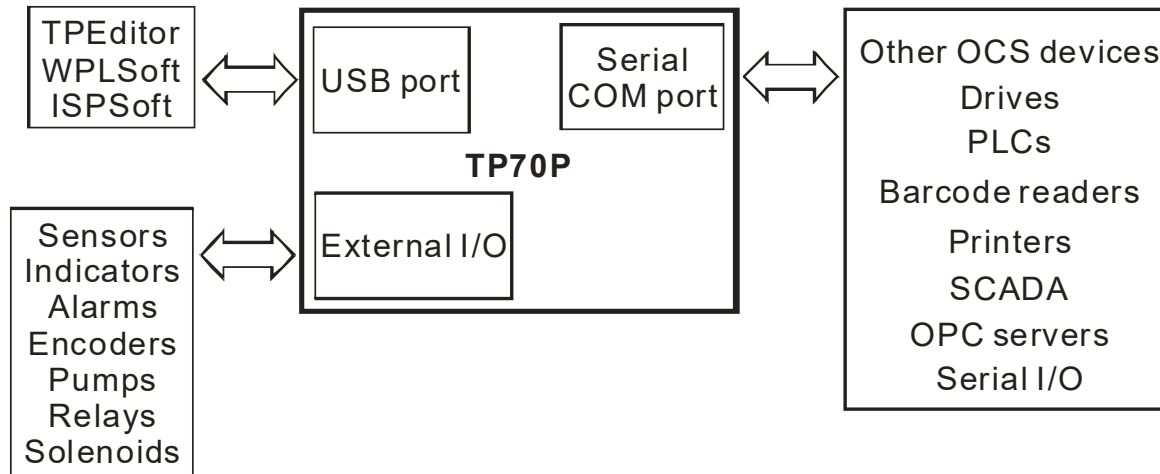 TPEditor
WPLSoft
ISPSoft
USB port
Serial
COM port
TP70P
External I/O
Sensors
Indicators
Alarms
Encoders
Pumps
Relays
Solenoids
Other OCS devices
Drives
PLCs
Barcode readers
Printers
SCADA
OPC servers
Serial I/O